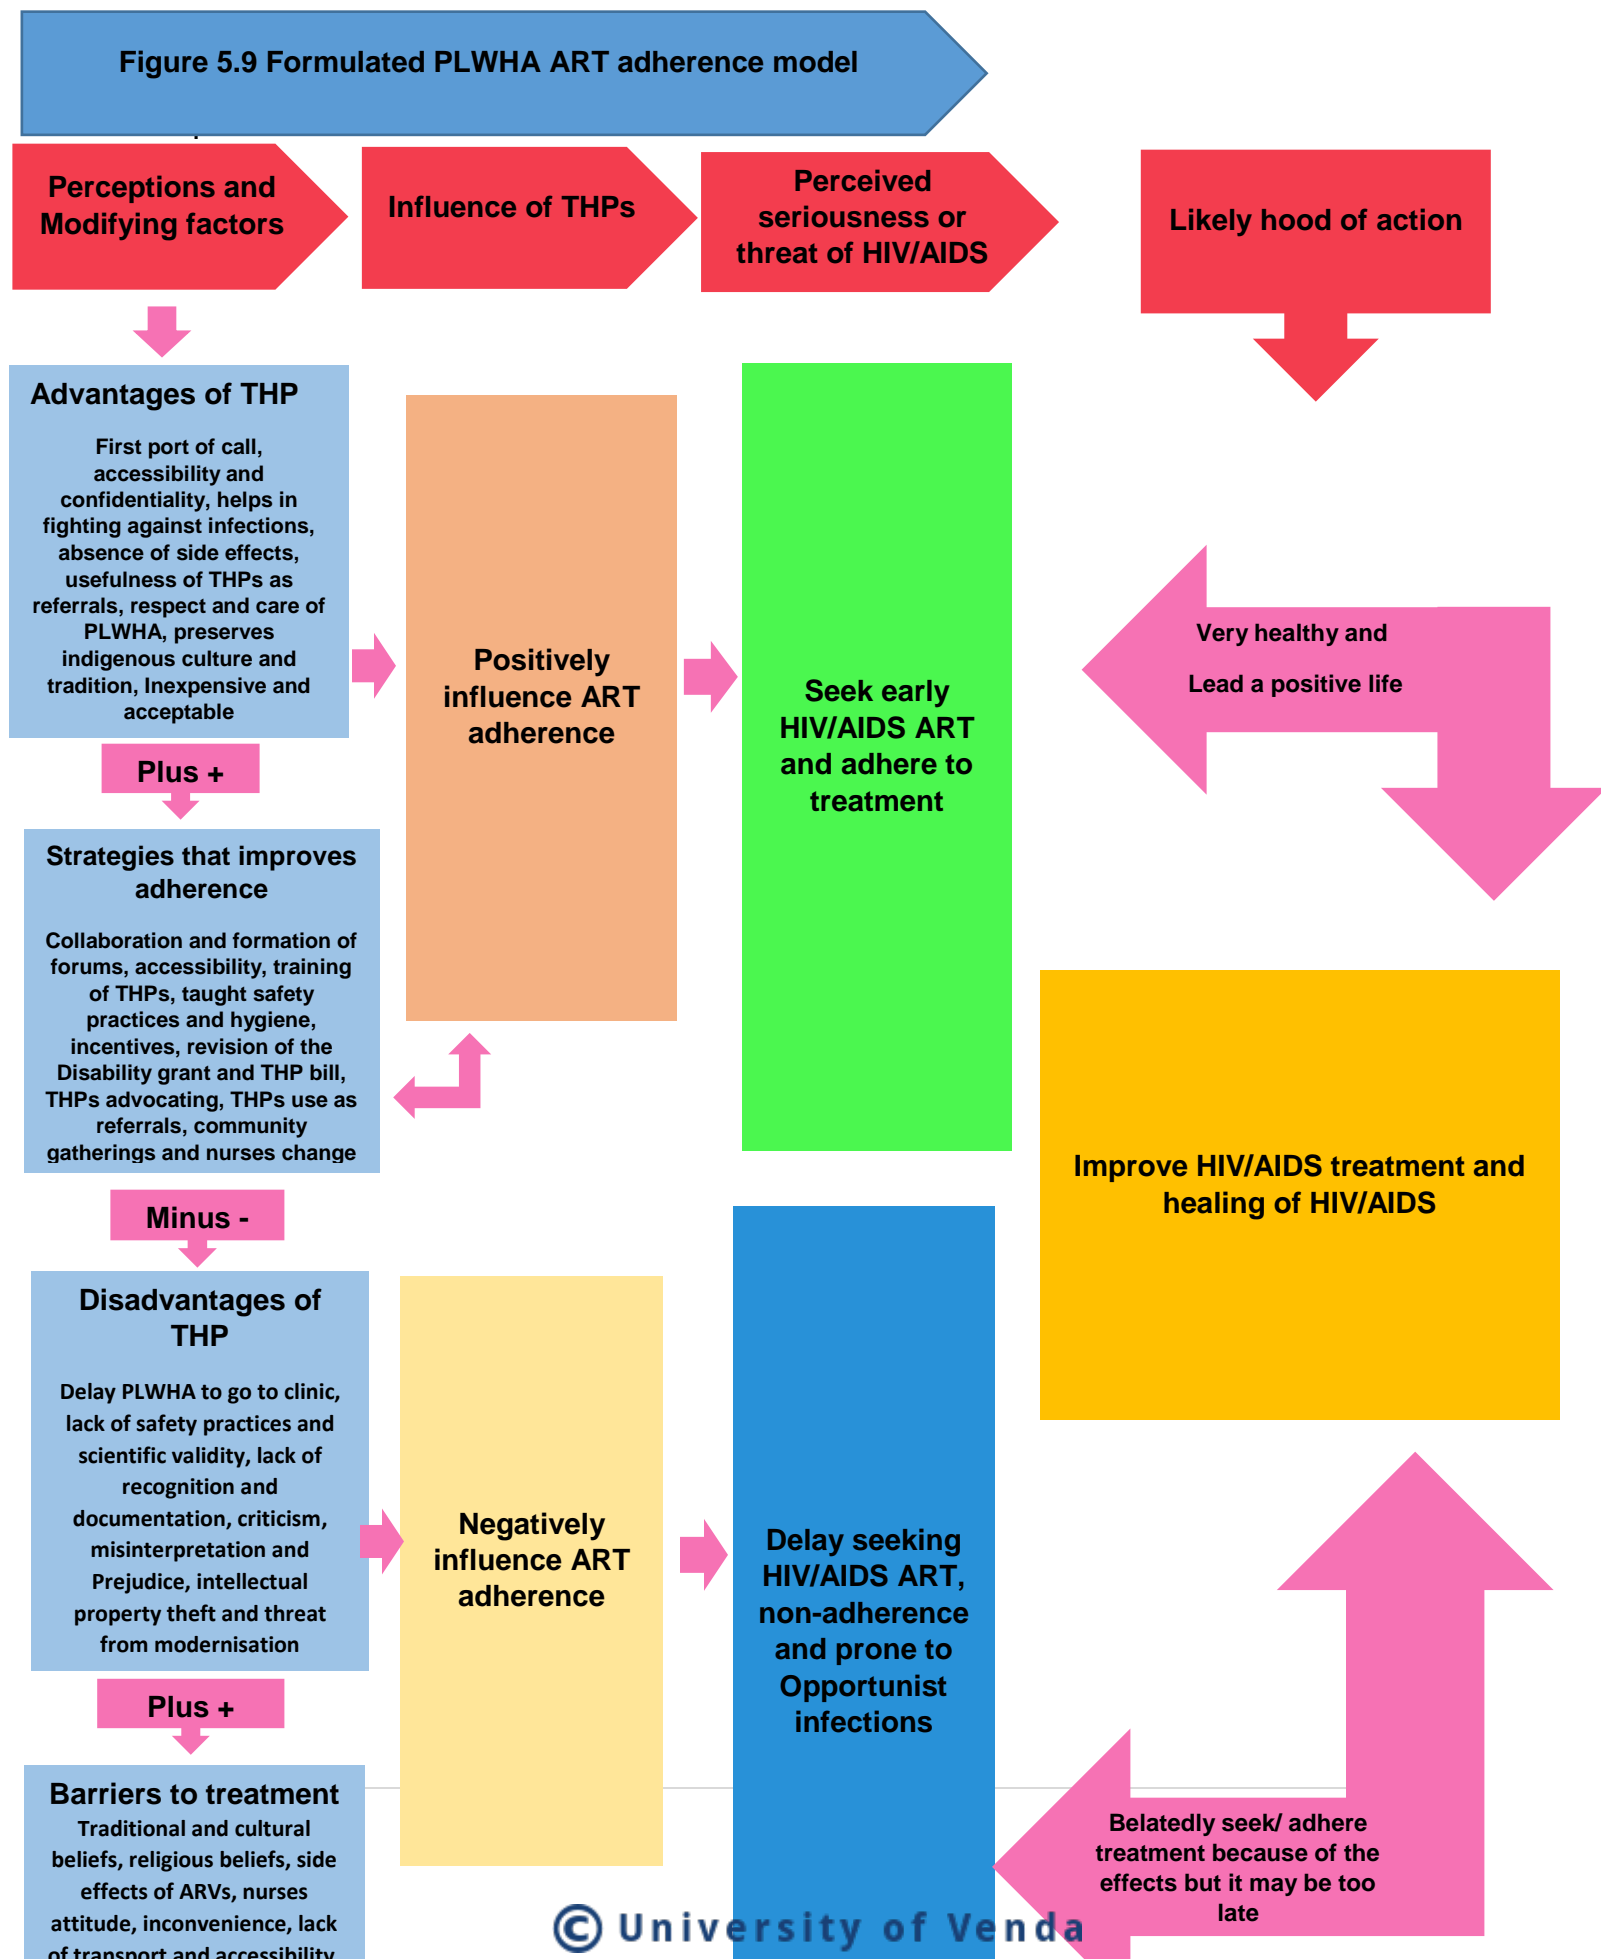 Figure 5.9 Formulated PLWHA ART adherence model
Perceptions and
Modifying factors
Influence of THPs
Perceived
seriousness or
threat of HIV/AIDS
Likely hood of action
Advantages of THP
First port of call,
accessibility and
confidentiality, helps in
fighting against infections,
absence of side effects,
usefulness of THPs as
referrals, respect and care of
PLWHA, preserves
indigenous culture and
tradition, Inexpensive and
acceptable
Plus +
Strategies that improves
adherence
Collaboration and formation of
forums, accessibility, training
of THPs, taught safety
practices and hygiene,
incentives, revision of the
Disability grant and THP bill,
THPs advocating, THPs use as
referrals, community
gatherings and nurses change
Minus -
Disadvantages of
THP
Delay PLWHA to go to clinic,
lack of safety practices and
scientific validity, lack of
recognition and
documentation, criticism,
misinterpretation and
Prejudice, intellectual
property theft and threat
from modernisation
Plus +
Barriers to treatment
Traditional and cultural
beliefs, religious beliefs, side
effects of ARVs, nurses
attitude, inconvenience, lack
of transport and accessibility
Positively
influence ART
adherence
Negatively
influence ART
adherence
Seek early
HIV/AIDS ART
and adhere to
treatment
Delay seeking
HIV/AIDS ART,
non-adherence
and prone to
Opportunist
infections
Very healthy and
Lead a positive life
Improve HIV/AIDS treatment and
healing of HIV/AIDS
Belatedly seek/ adhere
treatment because of the
effects but it may be too
late
© University of Venda